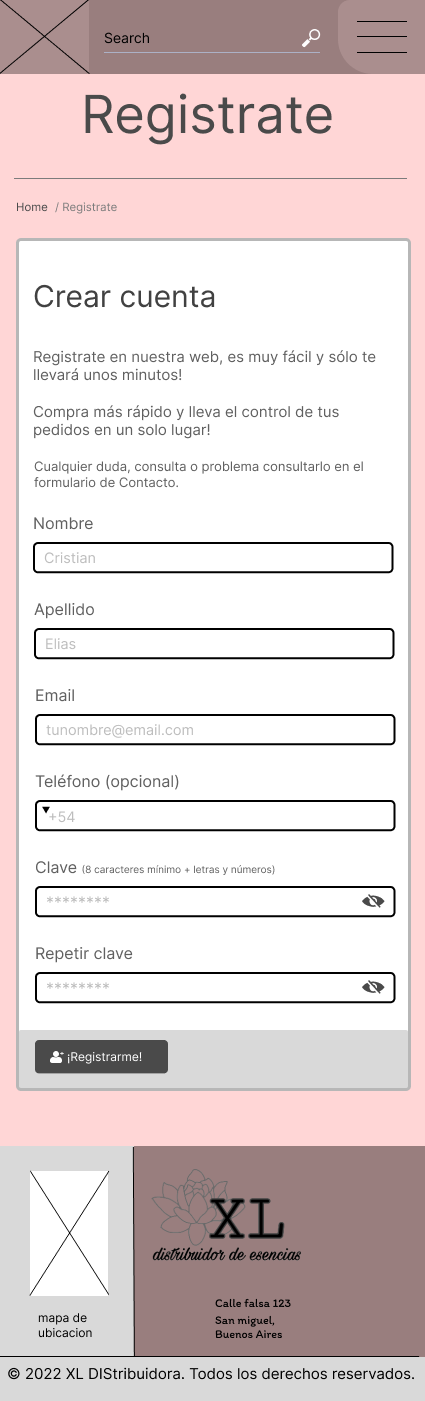 Search
Registrate
Home / Registrate
Crear cuenta
Registrate en nuestra web, es muy fácil y sólo te
llevará unos minutos!
Compra más rápido y lleva el control de tus
pedidos en un solo lugar!
Cualquier duda, consulta o problema consultarlo en el
formulario de Contacto.
Nombre
Cristian
Apellido
Elias
Email
tunombre@email.com
Teléfono (opcional)
+54
Clave (8 caracteres mínimo + letras y números)
********
Repetir clave
********
¡Registrarme!
XL
distribuidor de esencias
mapa de
ubicacion
Calle falsa 123
San miguel,
Buenos Aires
© 2022 XL DIStribuidora. Todos los derechos reservados.